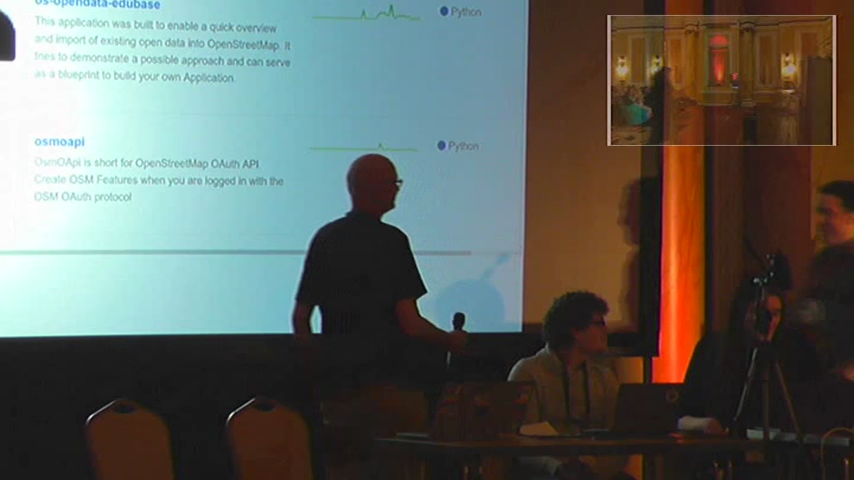 os-opendata-edubase
Python
This application was built to enable a quick overview
and import of existing open data into OpenStreetMap. It
tries to demonstrate a possible approach and can serve
as a blueprint to build your own Application.
osmoapi
Python
OsmOApi is short for OpenStreetMap OAuth API.
Create OSM Features when you are logged in with the
OSM OAuth protocol